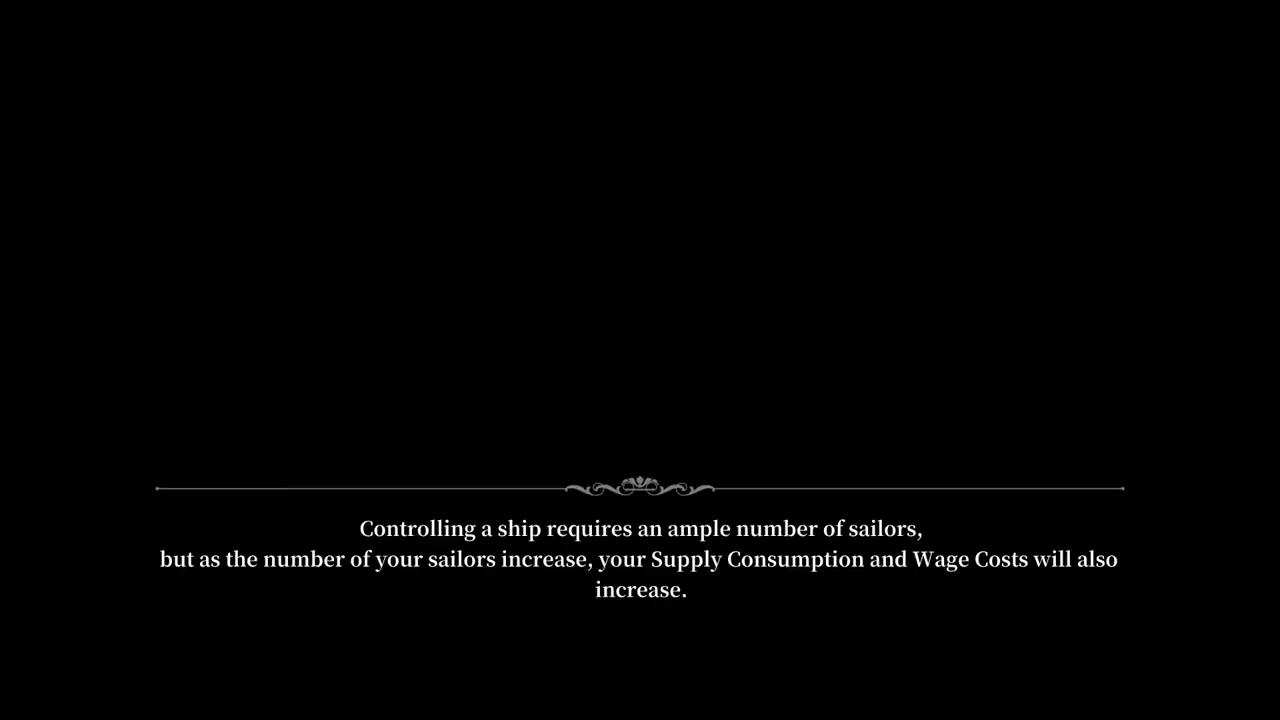 Controlling a ship requires an ample number of sailors,
but as the number of your sailors increase, your Supply Consumption and Wage Costs will also
increase.